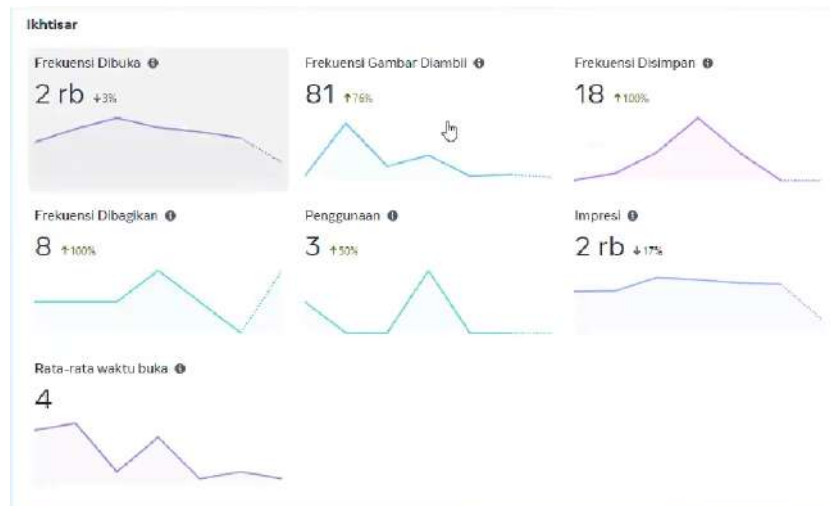 Ikhtisar
Frekuensi Dibuka
2 rb ↓3%
Frekuensi Gambar Diambil
81 ↑76%
Frekuensi Disimpan
18 ↑100%
Frekuensi Dibagikan
8 ↑100%
Penggunaan
3 ↑50%
Impresi
2 rb ↓17%
Rata-rata waktu buka
4